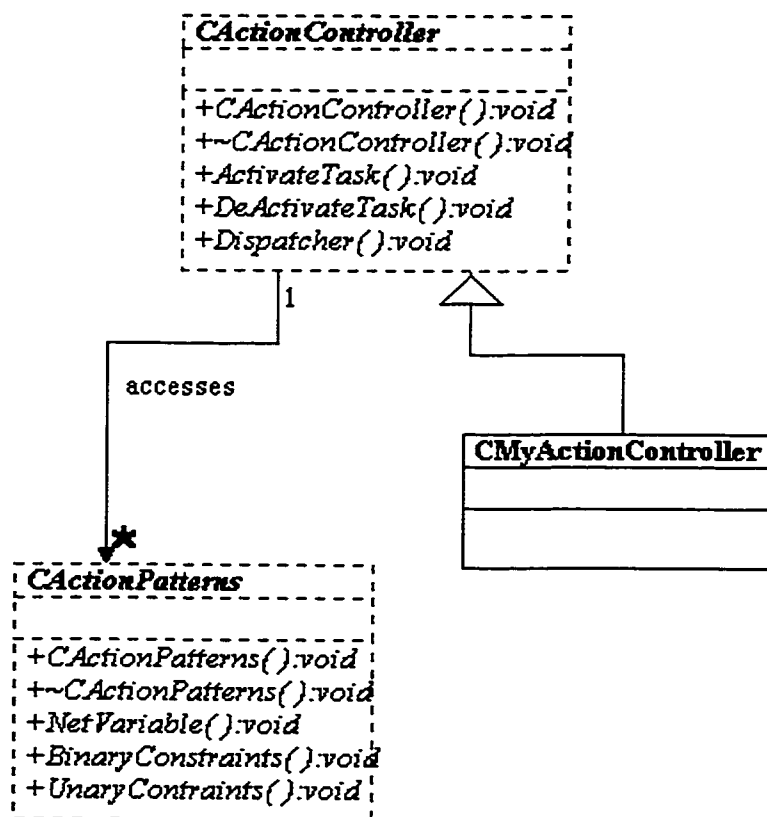 CActionController
+CActionController():void
+~CActionController():void
+ActivateTask():void
+DeActivateTask():void
+Dispatcher():void
1
accesses
CMyActionController
*
CActionPatterns
+CActionPatterns():void
+~CActionPatterns():void
+NetVariable():void
+BinaryConstraints():void
+UnaryContraints():void